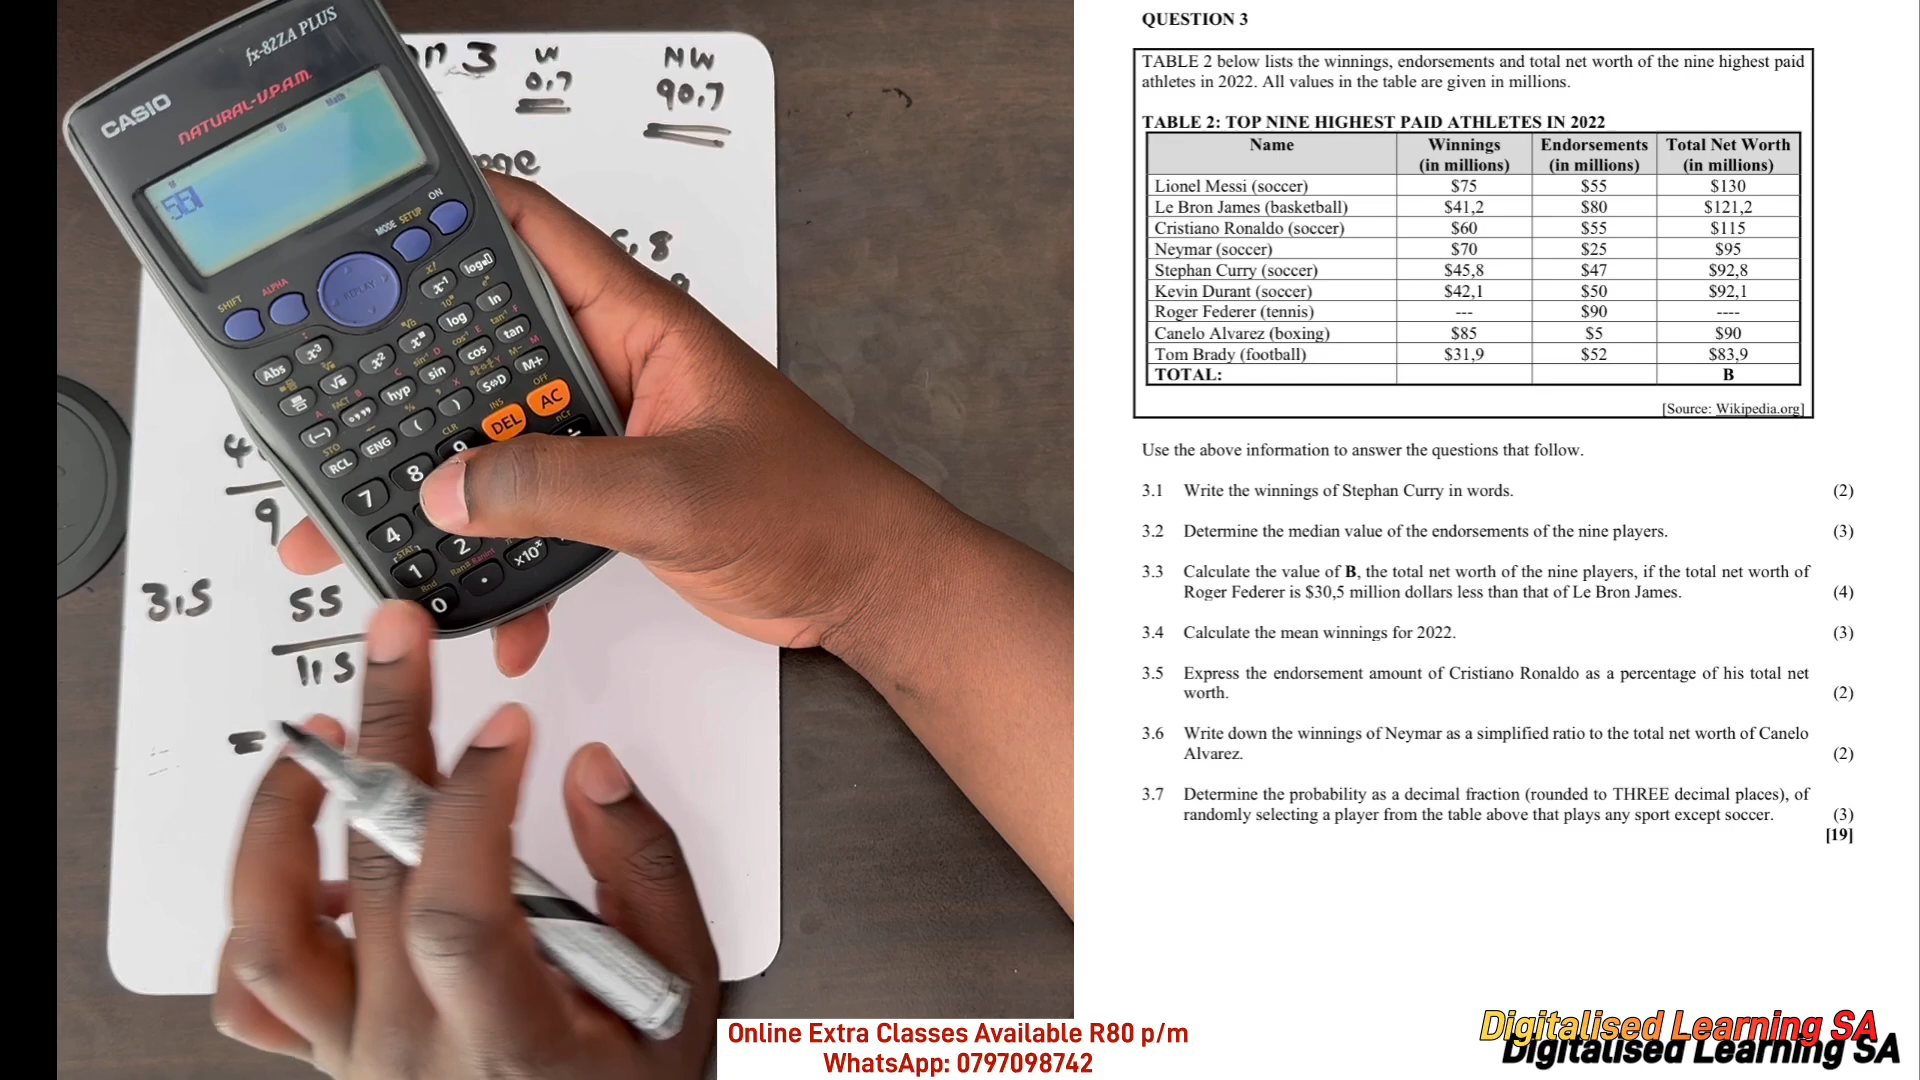 fx-82ZA PLUS
CASIO
NATURAL-V.P.A.M.
3
W
0,7
NW
90,7
9
3.5
55
115
=
QUESTION 3
TABLE 2 below lists the winnings, endorsements and total net worth of the nine highest paid
athletes in 2022. All values in the table are given in millions.
TABLE 2: TOP NINE HIGHEST PAID ATHLETES IN 2022
Name Winnings (in millions) Endorsements (in millions) Total Net Worth (in millions)
Lionel Messi (soccer) $75 $55 $130
Le Bron James (basketball) $41,2 $80 $121,2
Cristiano Ronaldo (soccer) $60 $55 $115
Neymar (soccer) $70 $25 $95
Stephan Curry (soccer) $45,8 $47 $92,8
Kevin Durant (soccer) $42,1 $50 $92,1
Roger Federer (tennis) --- $90 ----
Canelo Alvarez (boxing) $85 $5 $90
Tom Brady (football) $31,9 $52 $83,9
TOTAL: B
[Source: Wikipedia.org]
Use the above information to answer the questions that follow.
3.1 Write the winnings of Stephan Curry in words. (2)
3.2 Determine the median value of the endorsements of the nine players. (3)
3.3 Calculate the value of B, the total net worth of the nine players, if the total net worth of
Roger Federer is $30,5 million dollars less than that of Le Bron James. (4)
3.4 Calculate the mean winnings for 2022. (3)
3.5 Express the endorsement amount of Cristiano Ronaldo as a percentage of his total net
worth. (2)
3.6 Write down the winnings of Neymar as a simplified ratio to the total net worth of Canelo
Alvarez. (2)
3.7 Determine the probability as a decimal fraction (rounded to THREE decimal places), of
randomly selecting a player from the table above that plays any sport except soccer. (3)
[19]
Online Extra Classes Available R80 p/m
WhatsApp: 0797098742
Digitalised Learning SA
Digitalised Learning SA